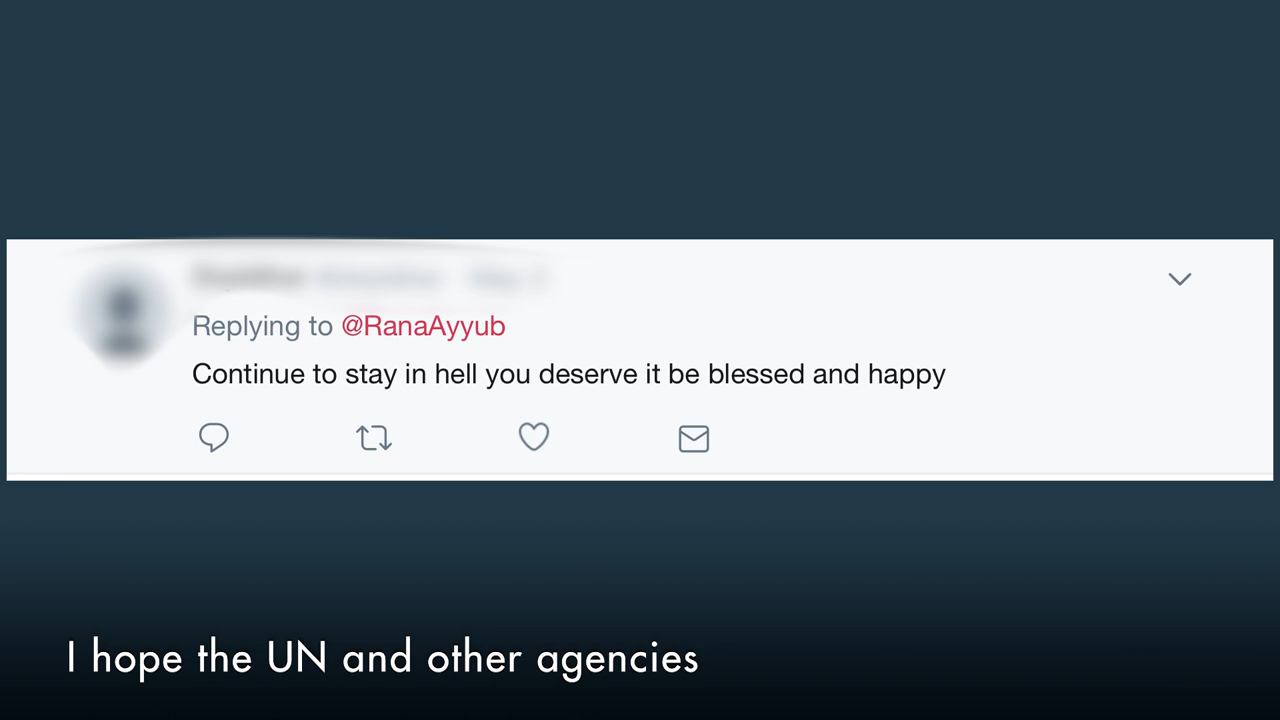 Replying to @RanaAyyub
Continue to stay in hell you deserve it be blessed and happy
I hope the UN and other agencies